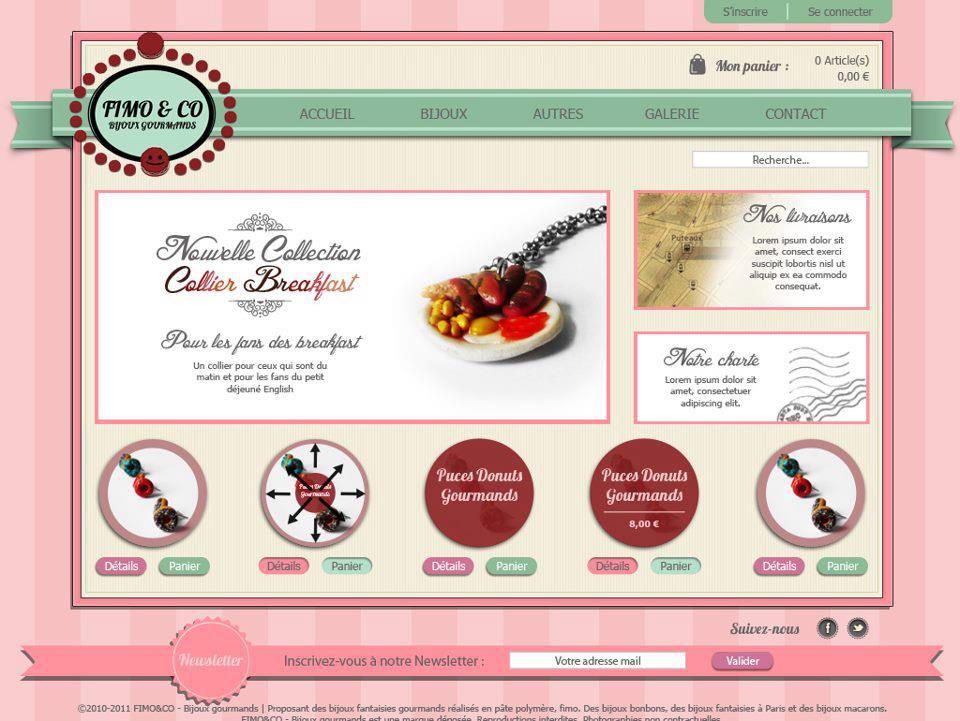 S'inscrire
Se connecter
Mon panier :
0 Article(s)
0,00 €
FIMO & CO
BIJOUX GOURMANDS
ACCUEIL
BIJOUX
AUTRES
GALERIE
CONTACT
Recherche...
Nouvelle Collection
Collier Breakfast
Pour les fans des breakfast
Un collier pour ceux qui sont du
matin et pour les fans du petit
déjeuné English
Puteaux
Nos livraisons
Lorem ipsum dolor sit
amet, consect exerci
suscipit lobortis nisl ut
aliquip ex ea commodo
consequat.
Notre charte
Lorem ipsum dolor sit
amet, consectetuer
adipiscing elit.
Puces Donuts
Gourmands
Puces Donuts
Gourmands
Puces Donuts
Gourmands
8,00 €
Détails
Panier
Détails
Panier
Détails
Panier
Détails
Panier
Détails
Panier
Suivez-nous
Newsletter
Inscrivez-vous à notre Newsletter :
Votre adresse mail
Valider
©2010-2011 FIMO&CO - Bijoux gourmands | Proposant des bijoux fantaisies gourmands réalisés en pâte polymère, fimo. Des bijoux bonbons, des bijoux fantaisies à Paris et des bijoux macarons.
FIMO&CO - Bijoux gourmands est une marque déposée. Reproductions interdites. Photographies non contractuelles.